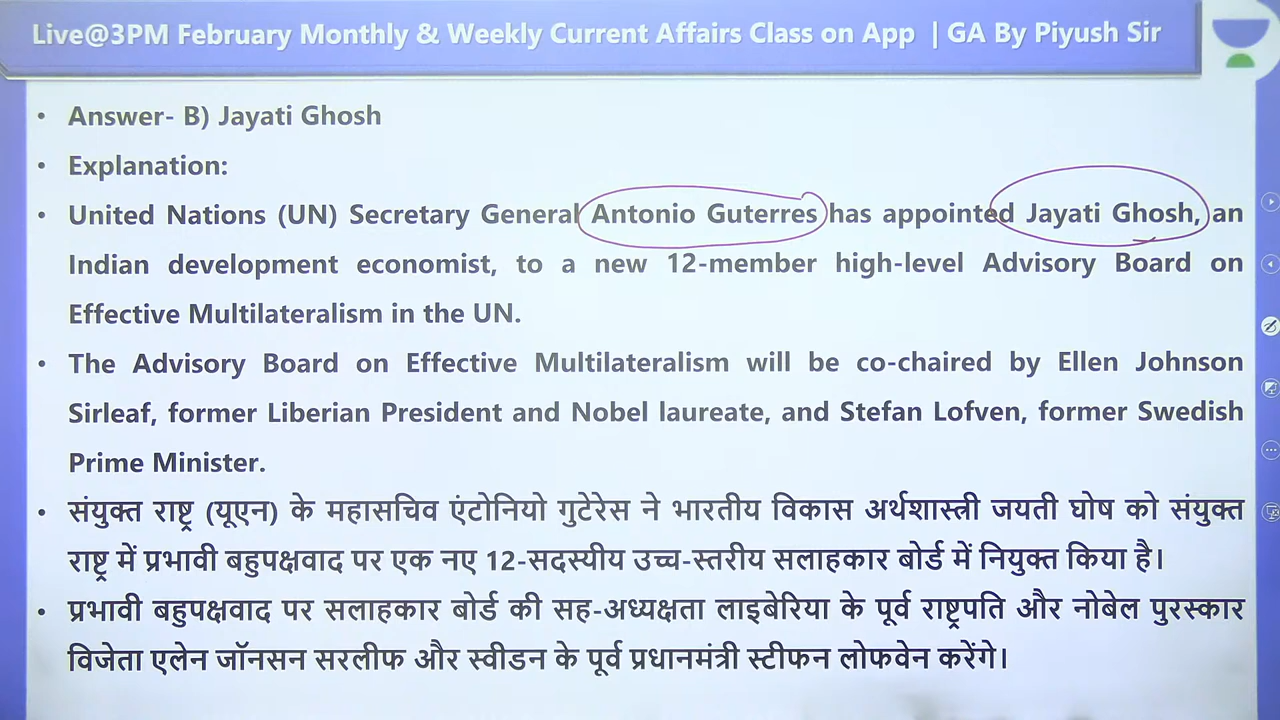 Live@3PM February Monthly & Weekly Current Affairs Class on App | GA By Piyush Sir
• Answer- B) Jayati Ghosh
• Explanation:
• United Nations (UN) Secretary General Antonio Guterres has appointed Jayati Ghosh, an
Indian development economist, to a new 12-member high-level Advisory Board on
Effective Multilateralism in the UN.
• The Advisory Board on Effective Multilateralism will be co-chaired by Ellen Johnson
Sirleaf, former Liberian President and Nobel laureate, and Stefan Lofven, former Swedish
Prime Minister.
• संयुक्त राष्ट्र (यूएन) के महासचिव एंटोनियो गुटेरेस ने भारतीय विकास अर्थशास्त्री जयती घोष को संयुक्त
राष्ट्र में प्रभावी बहुपक्षवाद पर एक नए 12-सदस्यीय उच्च-स्तरीय सलाहकार बोर्ड में नियुक्त किया है।
• प्रभावी बहुपक्षवाद पर सलाहकार बोर्ड की सह-अध्यक्षता लाइबेरिया के पूर्व राष्ट्रपति और नोबेल पुरस्कार
विजेता एलेन जॉनसन सरलीफ और स्वीडन के पूर्व प्रधानमंत्री स्टीफन लोफवेन करेंगे।